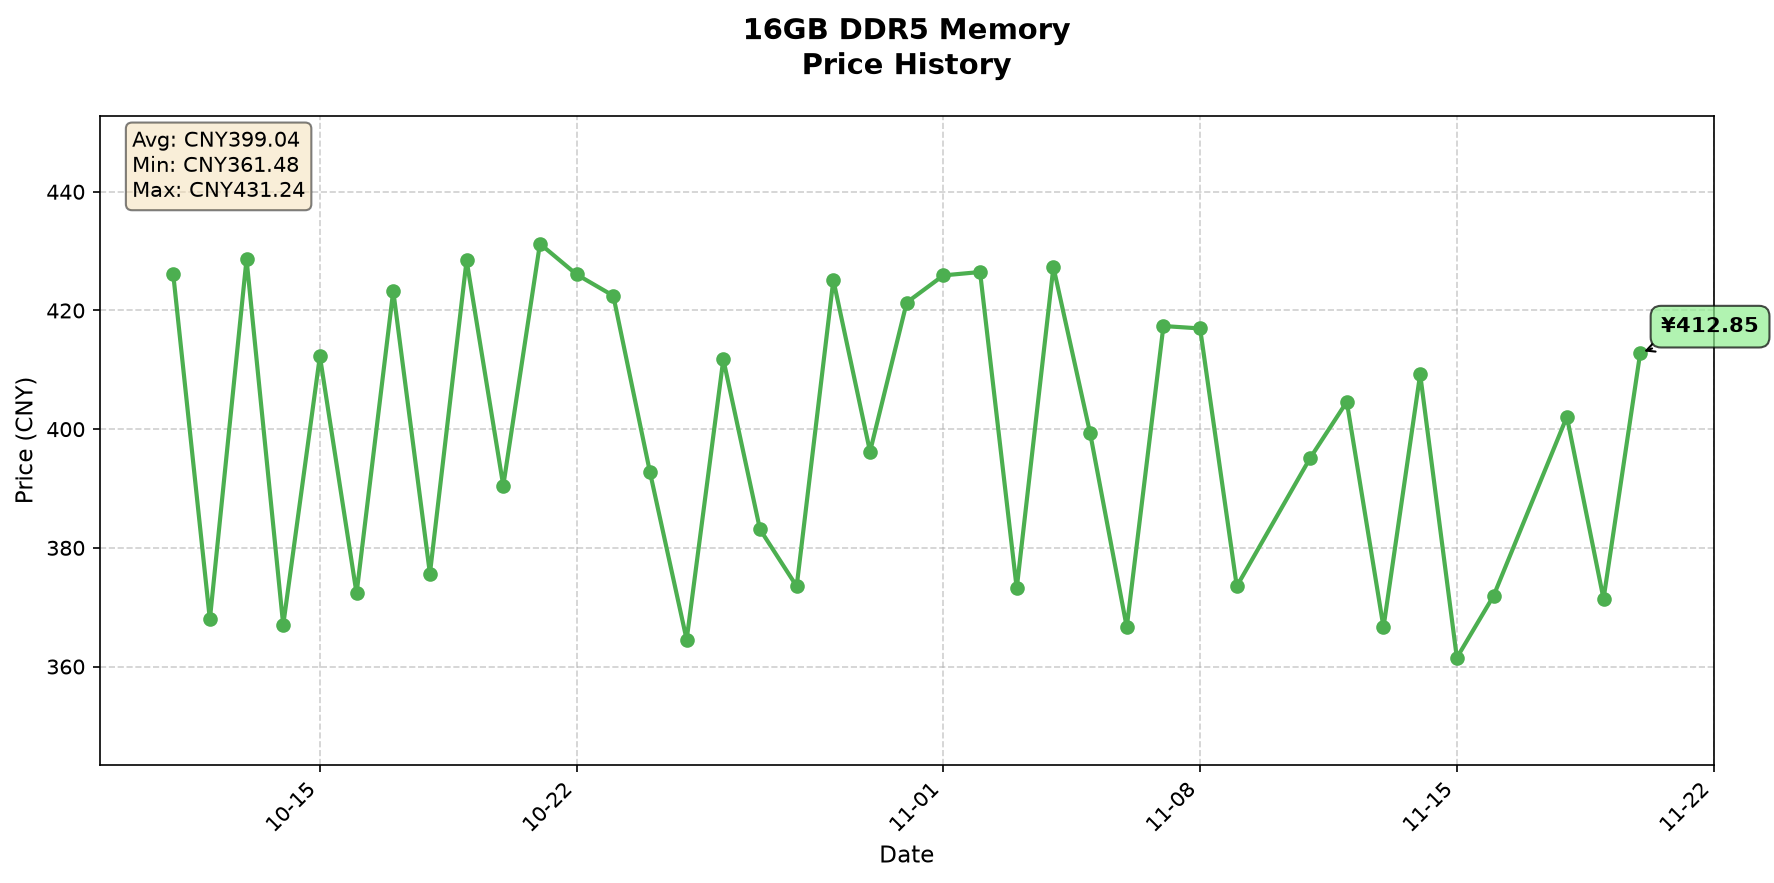 16GB DDR5 Memory
Price History
Avg: CNY399.04
Min: CNY361.48
Max: CNY431.24
¥412.85
Price (CNY)
440
420
400
380
360
10-15
10-22
11-01
11-08
11-15
11-22
Date